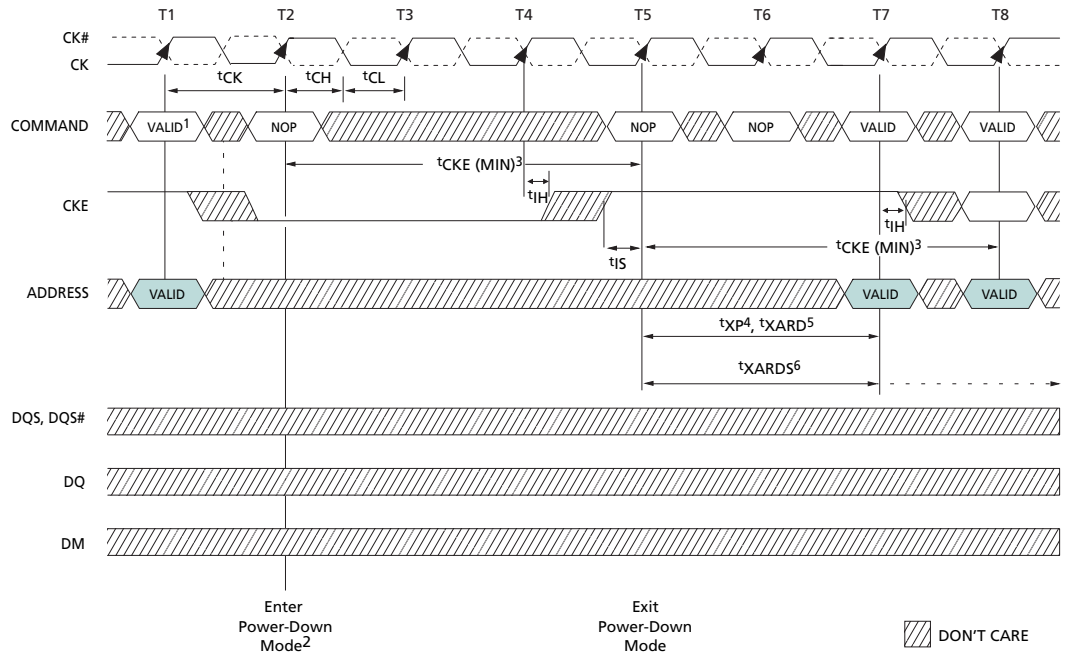 T1 T2 T3 T4 T5 T6 T7 T8
CK#
CK
tCK tCH tCL
COMMAND VALID1 NOP NOP NOP VALID VALID
tCKE (MIN)3
CKE tIH tIH
tIS tCKE (MIN)3
ADDRESS VALID VALID VALID
tXP4, tXARD5
tXARDS6
DQS, DQS#
DQ
DM
Enter
Power-Down
Mode2
Exit
Power-Down
Mode
DON'T CARE